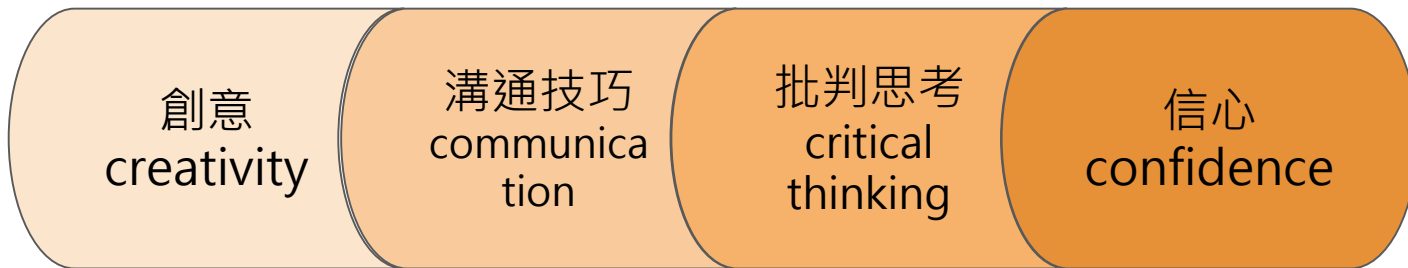 創意
creativity
溝通技巧
communica
tion
批判思考
critical
thinking
信心
confidence